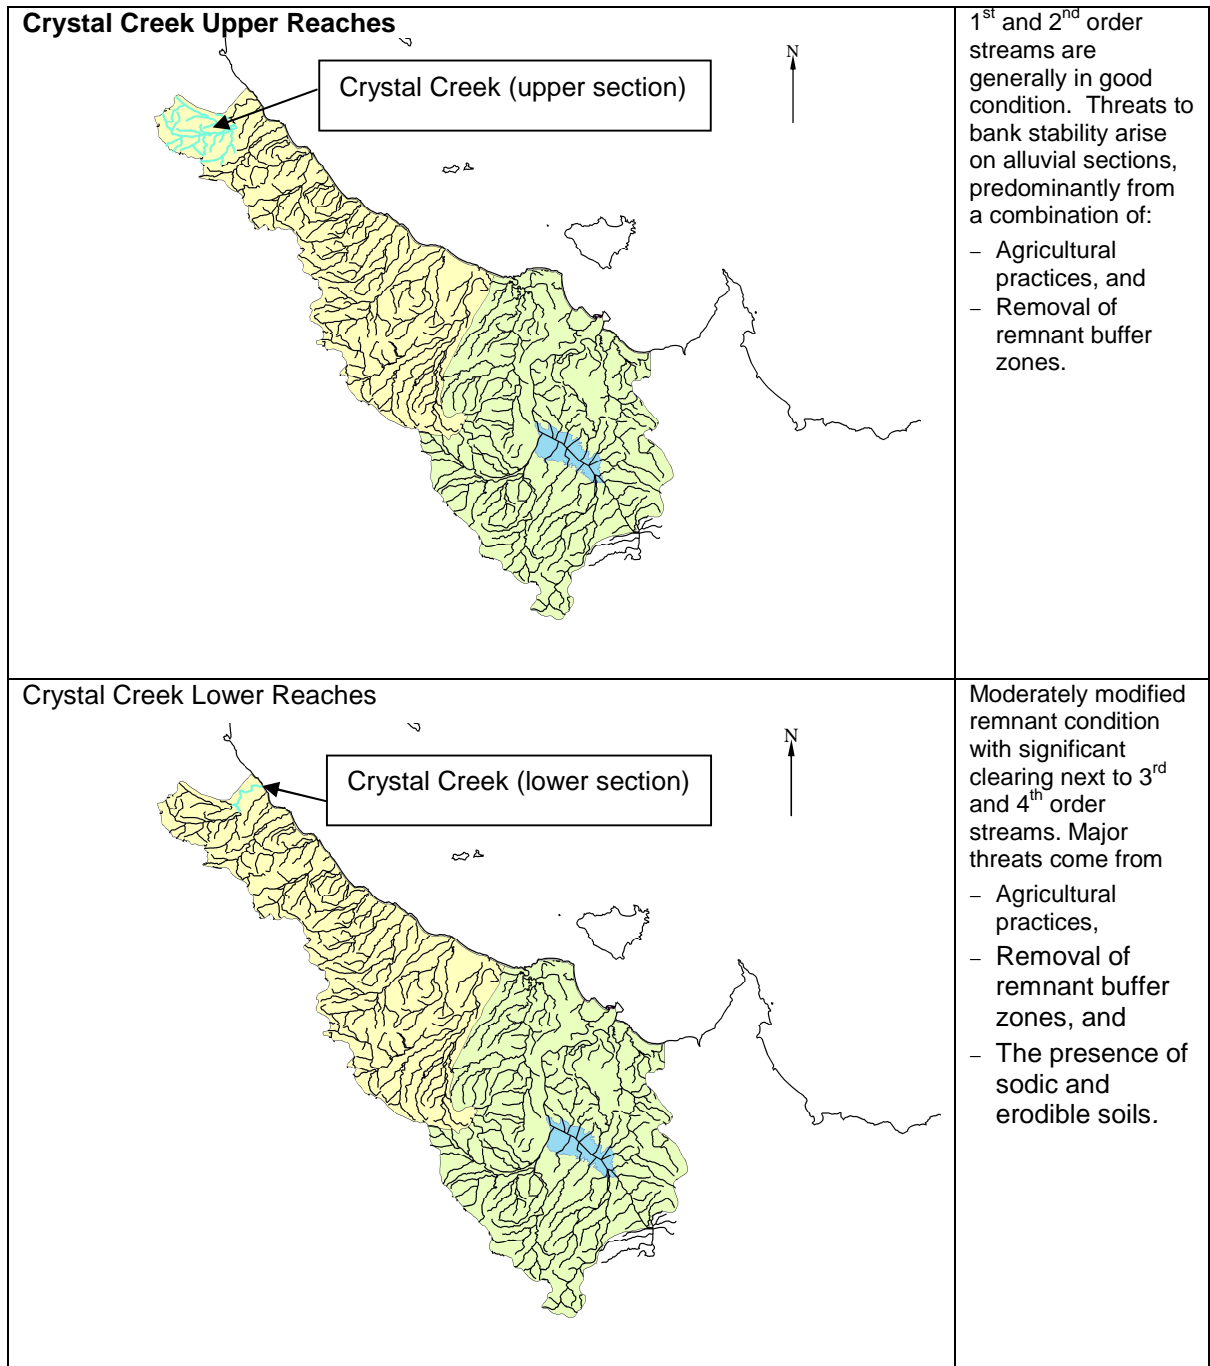 Crystal Creek Upper Reaches
N
Crystal Creek (upper section)
1st and 2nd order
streams are
generally in good
condition. Threats to
bank stability arise
on alluvial sections,
predominantly from
a combination of:
– Agricultural
practices, and
– Removal of
remnant buffer
zones.
Crystal Creek Lower Reaches
N
Crystal Creek (lower section)
Moderately modified
remnant condition
with significant
clearing next to 3rd
and 4th order
streams. Major
threats come from
– Agricultural
practices,
– Removal of
remnant buffer
zones, and
– The presence of
sodic and
erodible soils.